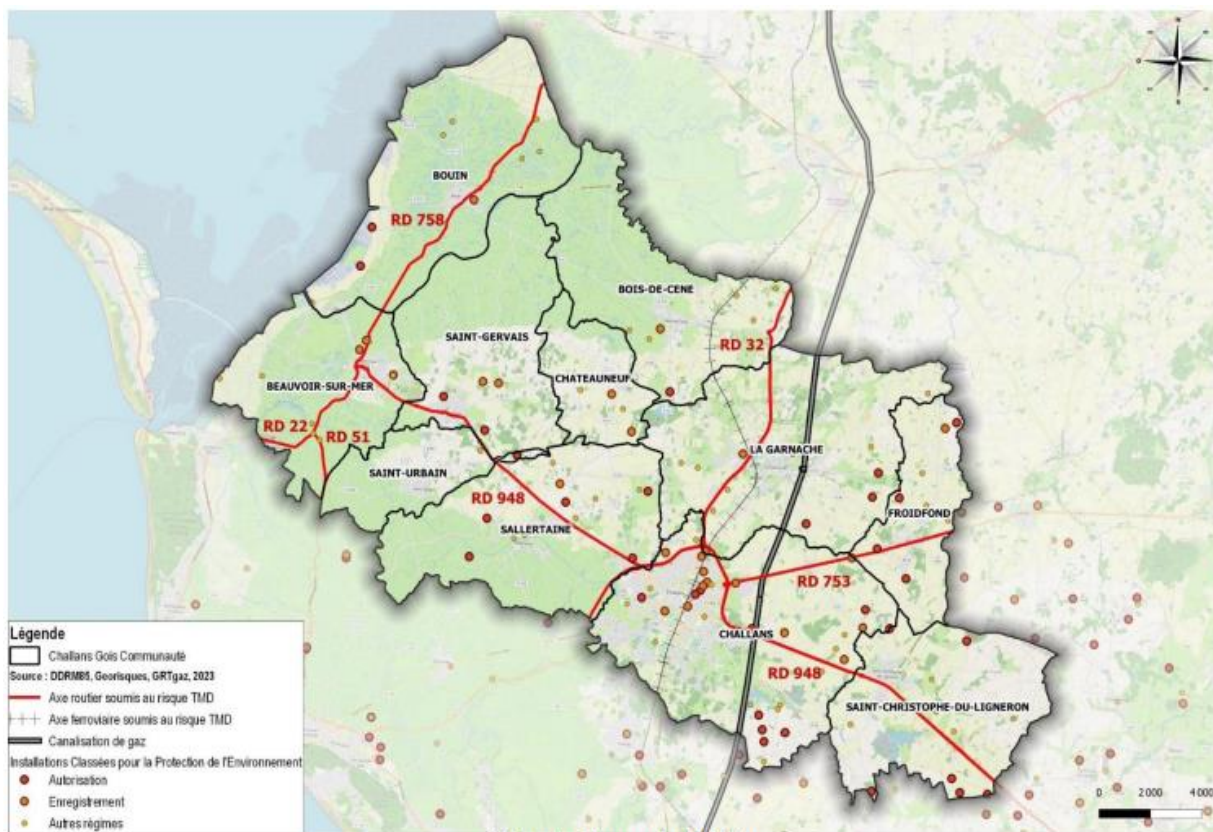 BOUIN
RD 758
BOIS-DE-CENE
SAINT-GERVAIS
RD 32
CHATEAUNEUF
BEAUVOIR-SUR-MER
RD 22
RD 51
LA GARNACHE
SAINT-URBAIN
RD 948
FROIDFOND
SALLERTAINE
RD 753
CHALLANS
RD 948
SAINT-CHRISTOPHE-DU-LIGNERON
Légende
Challans Gois Communauté
Source : DDRM85, Georisques, GRTgaz, 2023
Axe routier soumis au risque TMD
Axe ferroviaire soumis au risque TMD
Canalisation de gaz
Installations Classées pour la Protection de l'Environnement
Autorisation
Enregistrement
Autres régimes
0 2 000 4 000